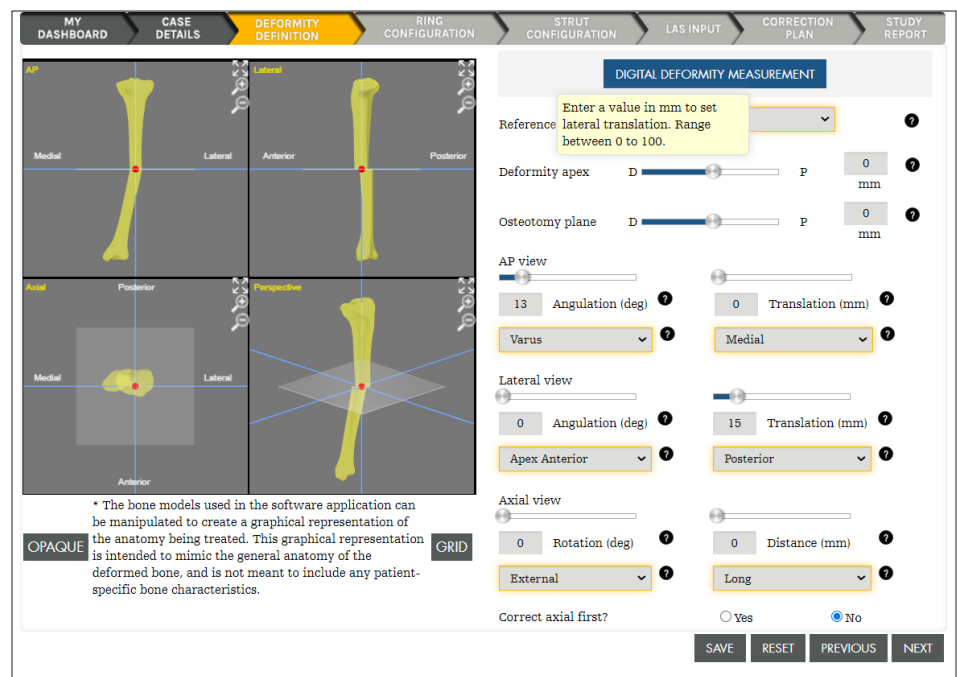 MY DASHBOARD
CASE DETAILS
DEFORMITY DEFINITION
RING CONFIGURATION
STRUT CONFIGURATION
LAS INPUT
CORRECTION PLAN
STUDY REPORT
AP
Medial
Lateral
Lateral
Anterior
Posterior
Axial
Posterior
Medial
Lateral
Anterior
Perspective
OPAQUE
* The bone models used in the software application can
be manipulated to create a graphical representation of
the anatomy being treated. This graphical representation
is intended to mimic the general anatomy of the
deformed bone, and is not meant to include any patient-
specific bone characteristics.
GRID
DIGITAL DEFORMITY MEASUREMENT
Enter a value in mm to set
lateral translation. Range
between 0 to 100.
Reference
?
Deformity apex D P 0 ?
mm
Osteotomy plane D P 0 ?
mm
AP view
13 Angulation (deg) ? 0 Translation (mm) ?
Varus ? Medial ?
Lateral view
0 Angulation (deg) ? 15 Translation (mm) ?
Apex Anterior ? Posterior ?
Axial view
0 Rotation (deg) ? 0 Distance (mm) ?
External ? Long ?
Correct axial first? Yes No
SAVE RESET PREVIOUS NEXT